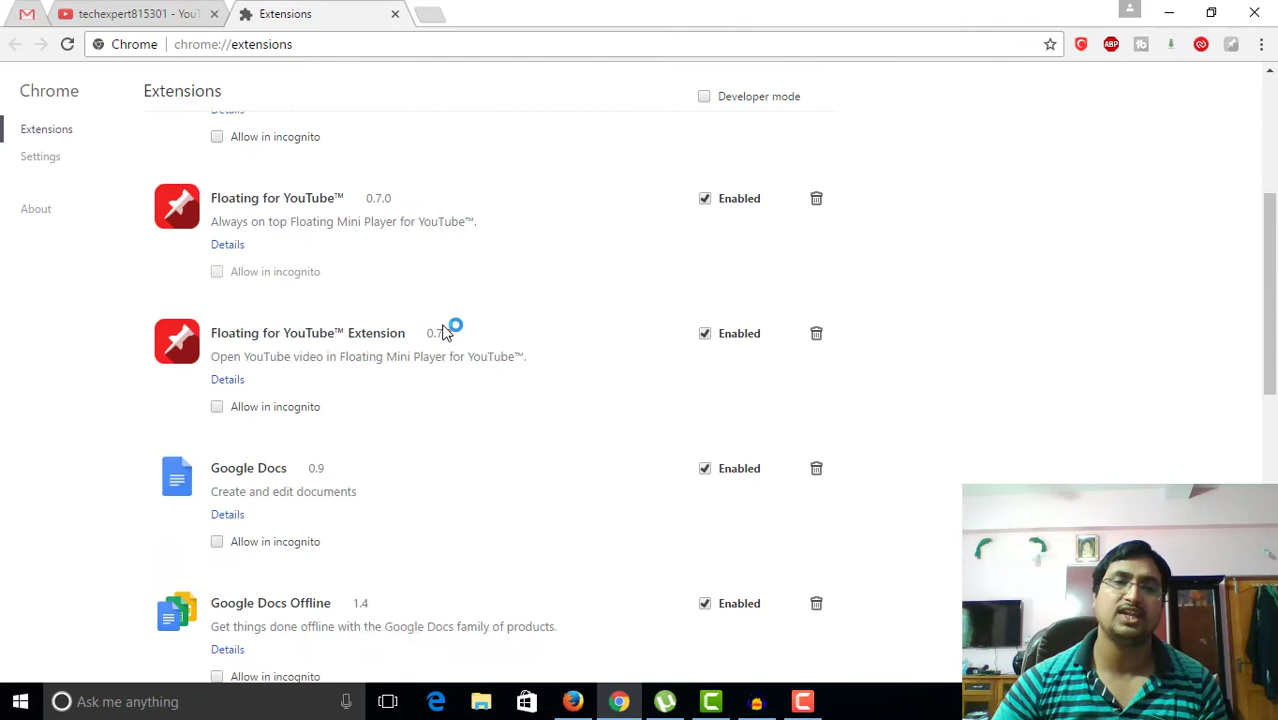 techexpert815301 - YouT
Extensions
Chrome
chrome://extensions
ABP
Chrome
Extensions
Developer mode
Extensions
Settings
About
Details
Allow in incognito
Floating for YouTube™ 0.7.0
Enabled
Always on top Floating Mini Player for YouTube™.
Details
Allow in incognito
Floating for YouTube™ Extension
Enabled
Open YouTube video in Floating Mini Player for YouTube™.
Details
Allow in incognito
Google Docs 0.9
Enabled
Create and edit documents
Details
Allow in incognito
Google Docs Offline 1.4
Enabled
Get things done offline with the Google Docs family of products.
Details
Allow in incognito
Ask me anything